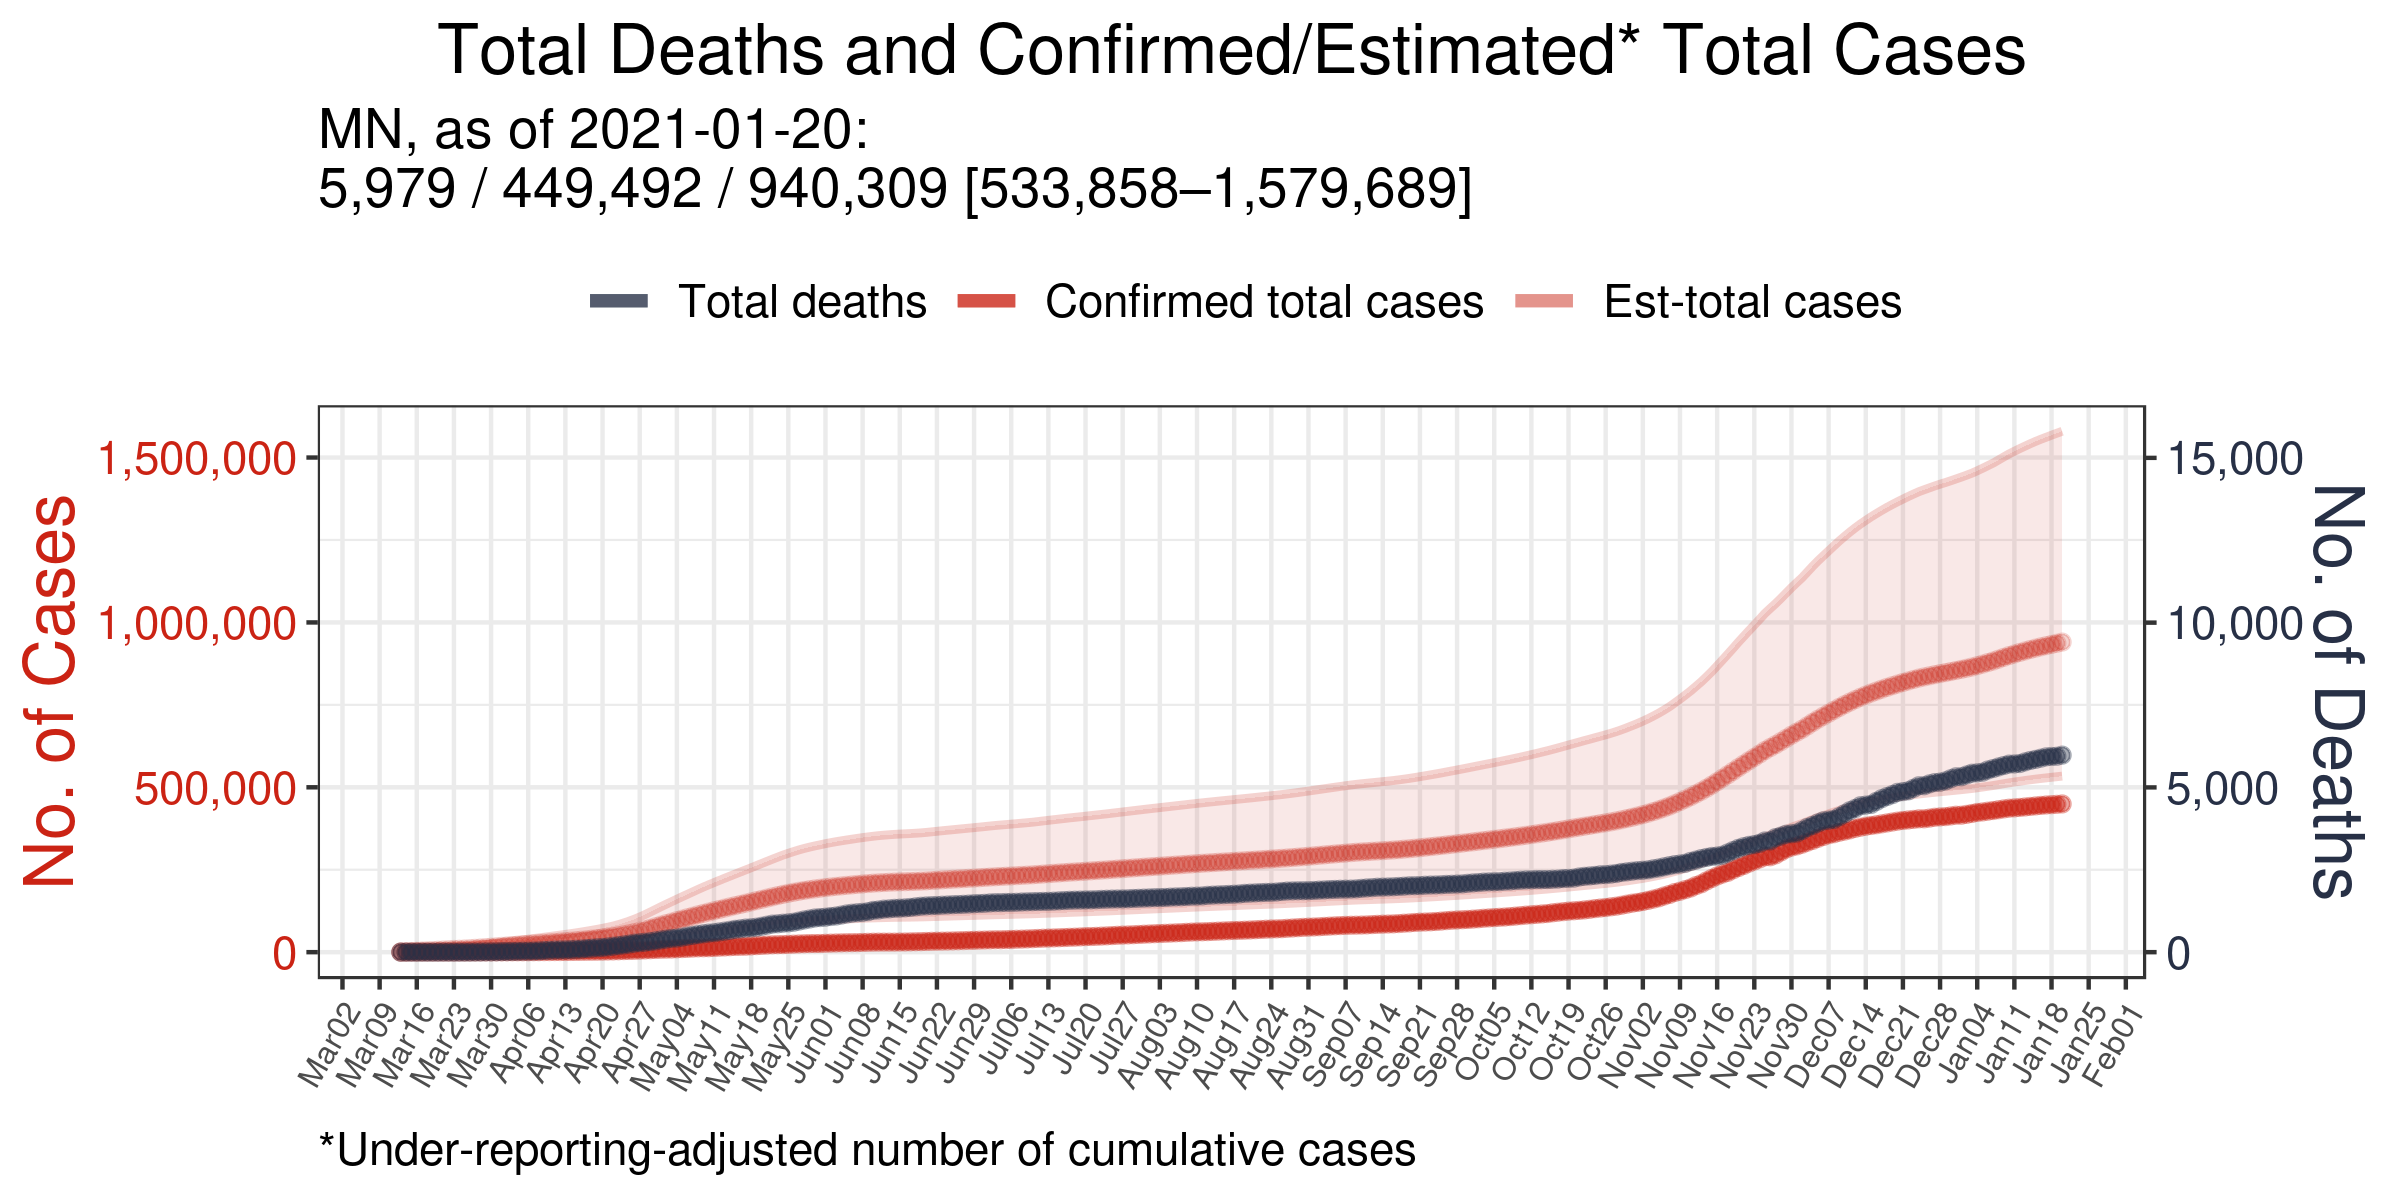 Total Deaths and Confirmed/Estimated* Total Cases
MN, as of 2021-01-20:
5,979 / 449,492 / 940,309 [533,858–1,579,689]
Total deaths
Confirmed total cases
Est-total cases
No. of Cases
1,500,000
1,000,000
500,000
0
15,000
10,000
5,000
0
No. of Deaths
Mar02
Mar09
Mar16
Mar23
Mar30
Apr06
Apr13
Apr20
Apr27
May04
May11
May18
May25
Jun01
Jun08
Jun15
Jun22
Jun29
Jul06
Jul13
Jul20
Jul27
Aug03
Aug10
Aug17
Aug24
Aug31
Sep07
Sep14
Sep21
Sep28
Oct05
Oct12
Oct19
Oct26
Nov02
Nov09
Nov16
Nov23
Nov30
Dec07
Dec14
Dec21
Dec28
Jan04
Jan11
Jan18
Jan25
Feb01
*Under-reporting-adjusted number of cumulative cases